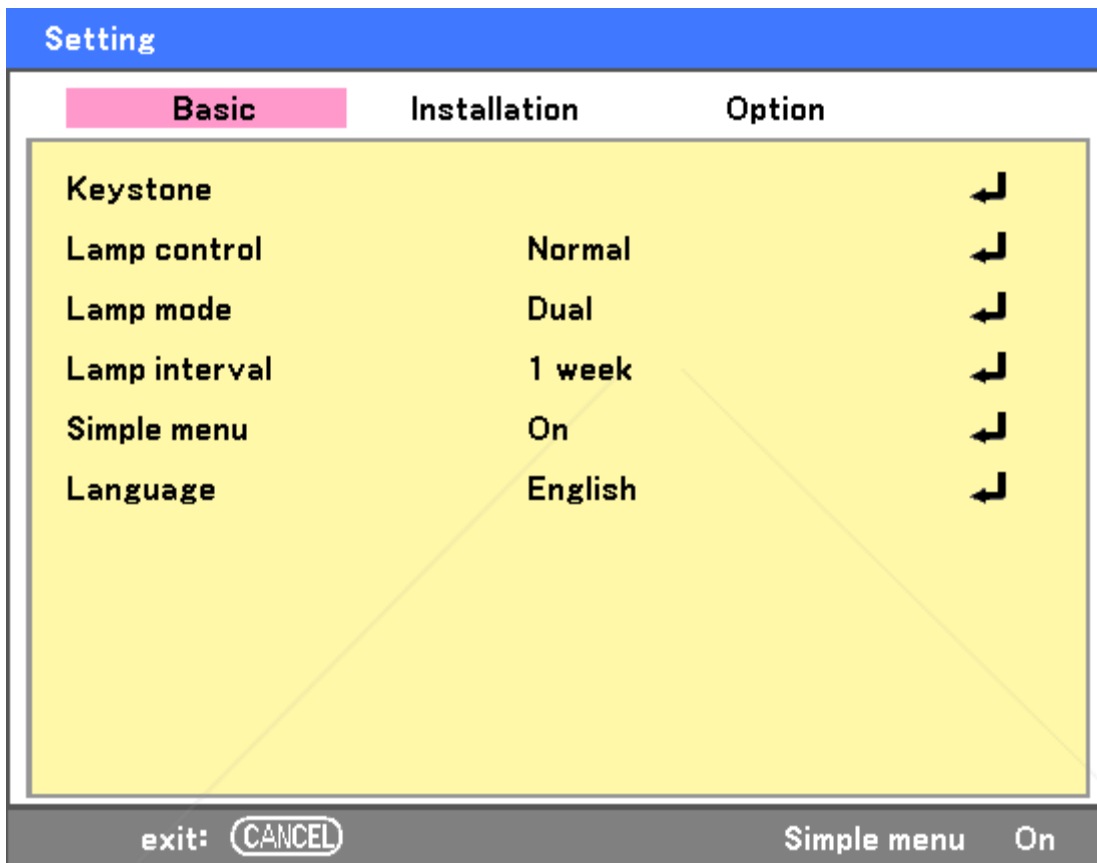 Setting
Basic Installation Option
Keystone
Lamp control Normal
Lamp mode Dual
Lamp interval 1 week
Simple menu On
Language English
exit: CANCEL Simple menu On